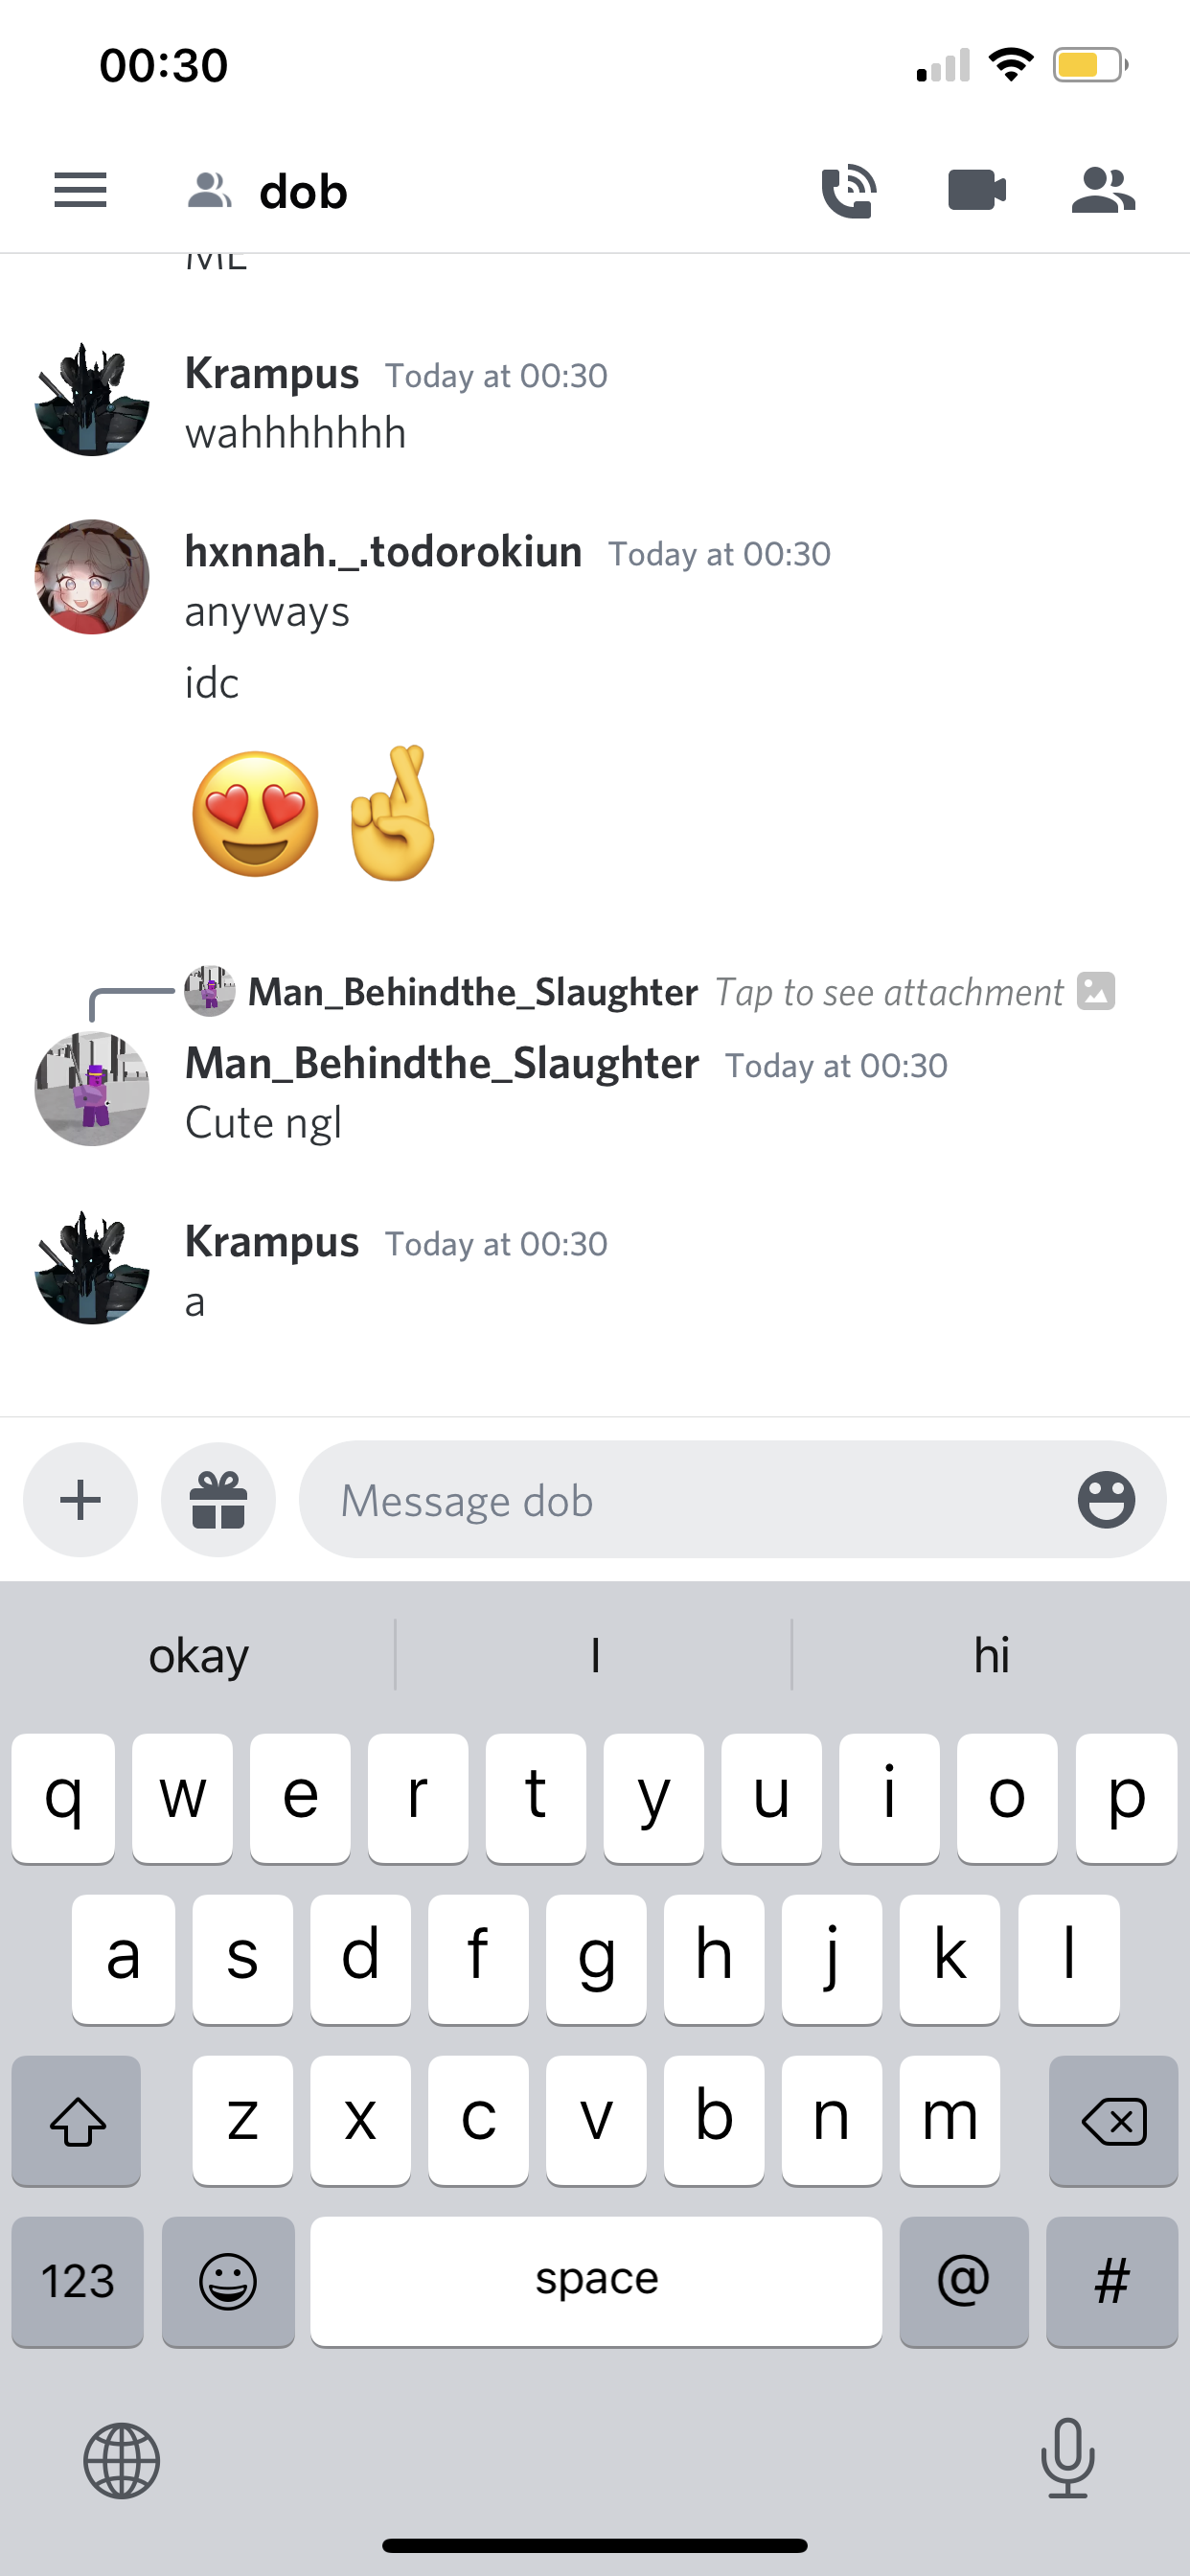 00:30
dob
ME
Krampus Today at 00:30
wahhhhhhh
hxnnah._.todorokiun Today at 00:30
anyways
idc
😍🤞
Man_Behindthe_Slaughter Tap to see attachment
Man_Behindthe_Slaughter Today at 00:30
Cute ngl
Krampus Today at 00:30
a
Message dob
okay I hi
q w e r t y u i o p
a s d f g h j k l
z x c v b n m
123 space @ #